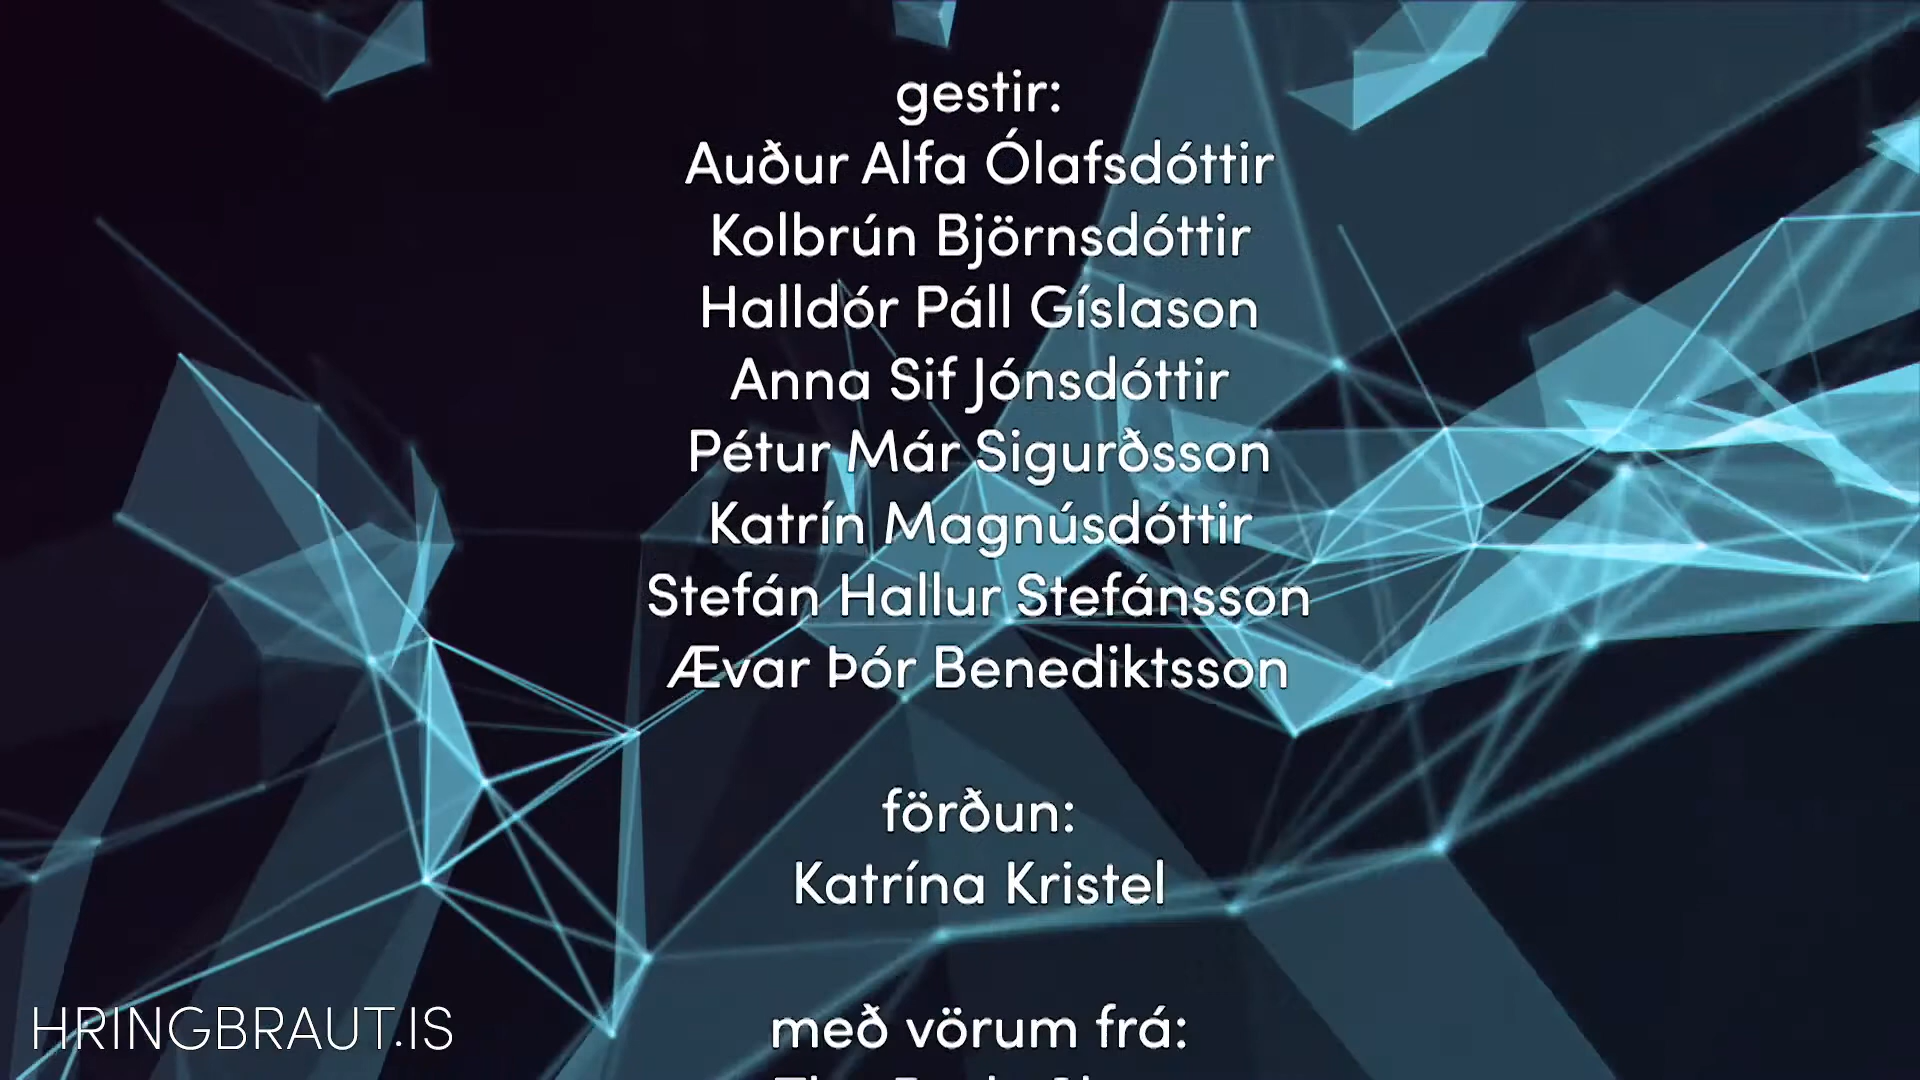 gestir:
Auður Alfa Ólafsdóttir
Kolbrún Björnsdóttir
Halldór Páll Gíslason
Anna Sif Jónsdóttir
Pétur Már Sigurðsson
Katrín Magnúsdóttir
Stefán Hallur Stefánsson
Ævar Þór Benediktsson
förðun:
Katrína Kristel
með vörum frá:
HRINGBRAUT.IS